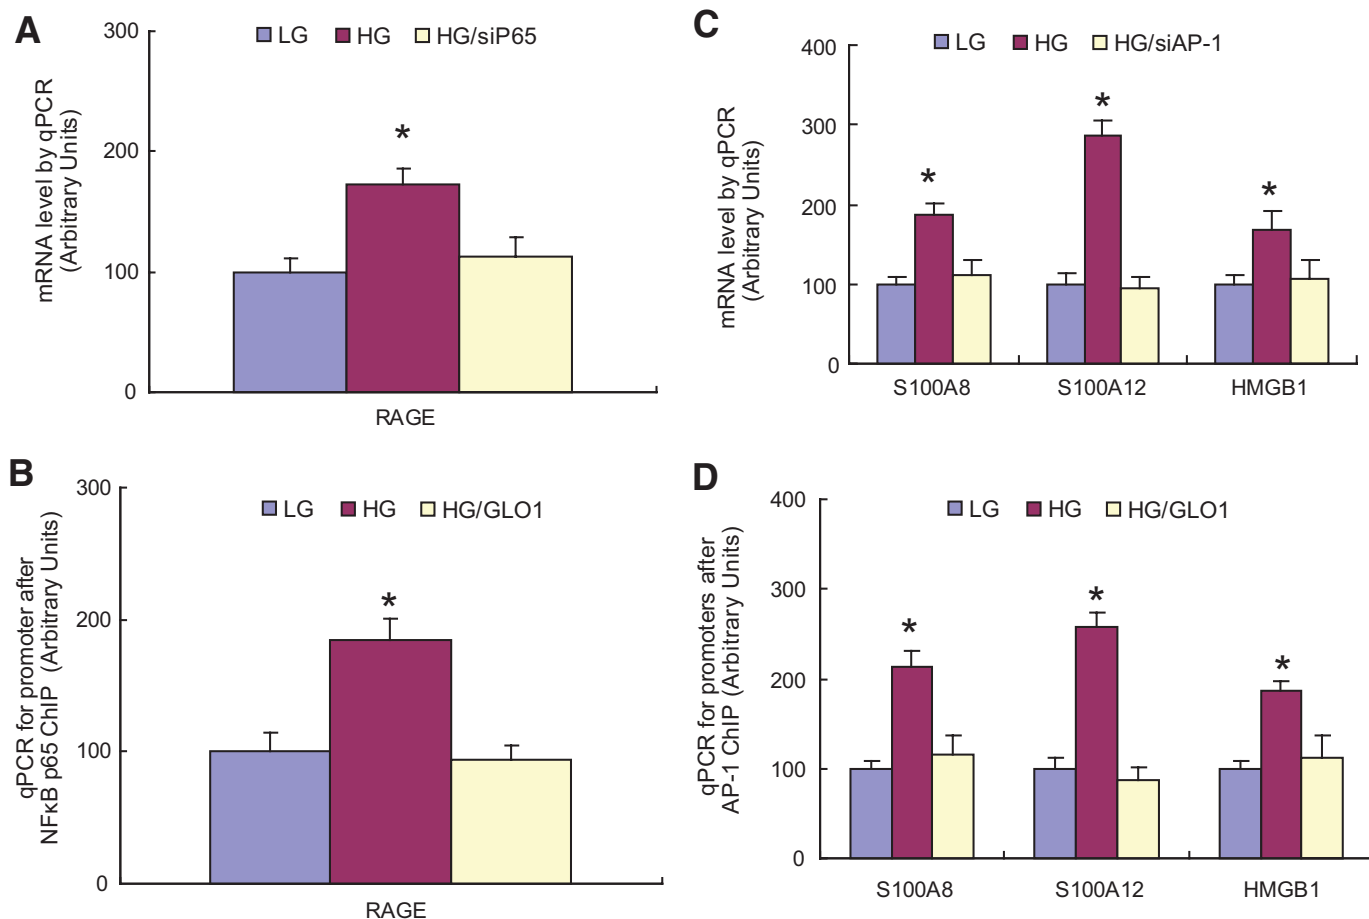 A
300
LG HG HG/siP65
mRNA level by qPCR
(Arbitrary Units)
*
200
100
0
RAGE
B
300
LG HG HG/GLO1
qPCR for promoter after
NFκB p65 ChIP (Arbitrary Units)
*
200
100
0
RAGE
C
400
LG HG HG/siAP-1
mRNA level by qPCR
(Arbitrary Units)
300
200
100
0
* * *
S100A8 S100A12 HMGB1
D
400
LG HG HG/GLO1
qPCR for promoters after
AP-1 ChIP (Arbitrary Units)
300
200
100
0
* * *
S100A8 S100A12 HMGB1